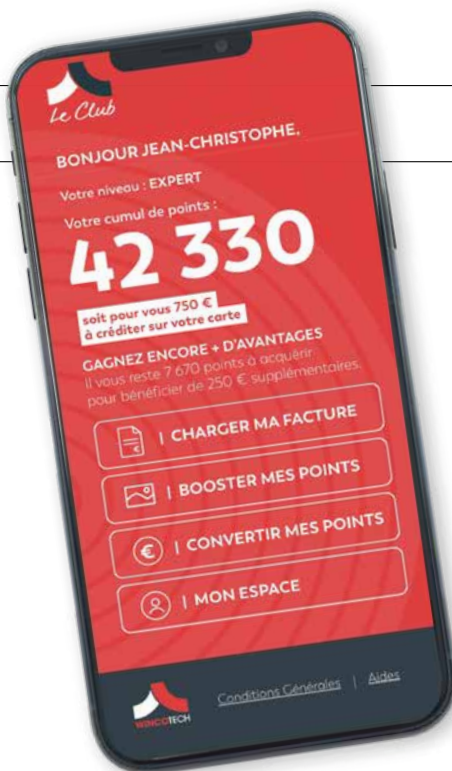 Le Club
BONJOUR JEAN-CHRISTOPHE,
Votre niveau : EXPERT
Votre cumul de points :
42 330
soit pour vous 750 €
à créditer sur votre carte
GAGNEZ ENCORE + D'AVANTAGES
Il vous reste 7 670 points à acquérir
pour bénéficier de 250 € supplémentaires.
| CHARGER MA FACTURE
| BOOSTER MES POINTS
€ | CONVERTIR MES POINTS
| MON ESPACE
WINCOTECH
Conditions Générales | Aides